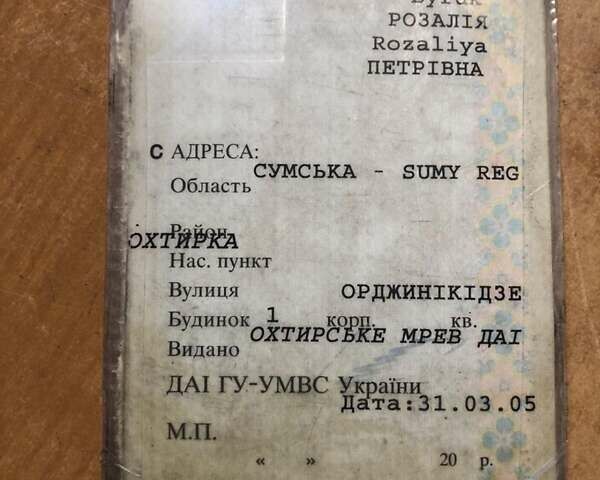 РОЗАЛІЯ
Rozaliya
ПЕТРІВНА
С АДРЕСА:
СУМСЬКА - SUMY REG
Область
Район
ОХТИРКА
Нас. пункт
Вулиця ОРДЖИНІКІДЗЕ
Будинок 1 корп. кв.
ОХТИРСЬКЕ МРЕВ ДАІ
Видано
ДАІ ГУ-УМВС України
Дата:31.03.05
М.П.
« » 20 р.